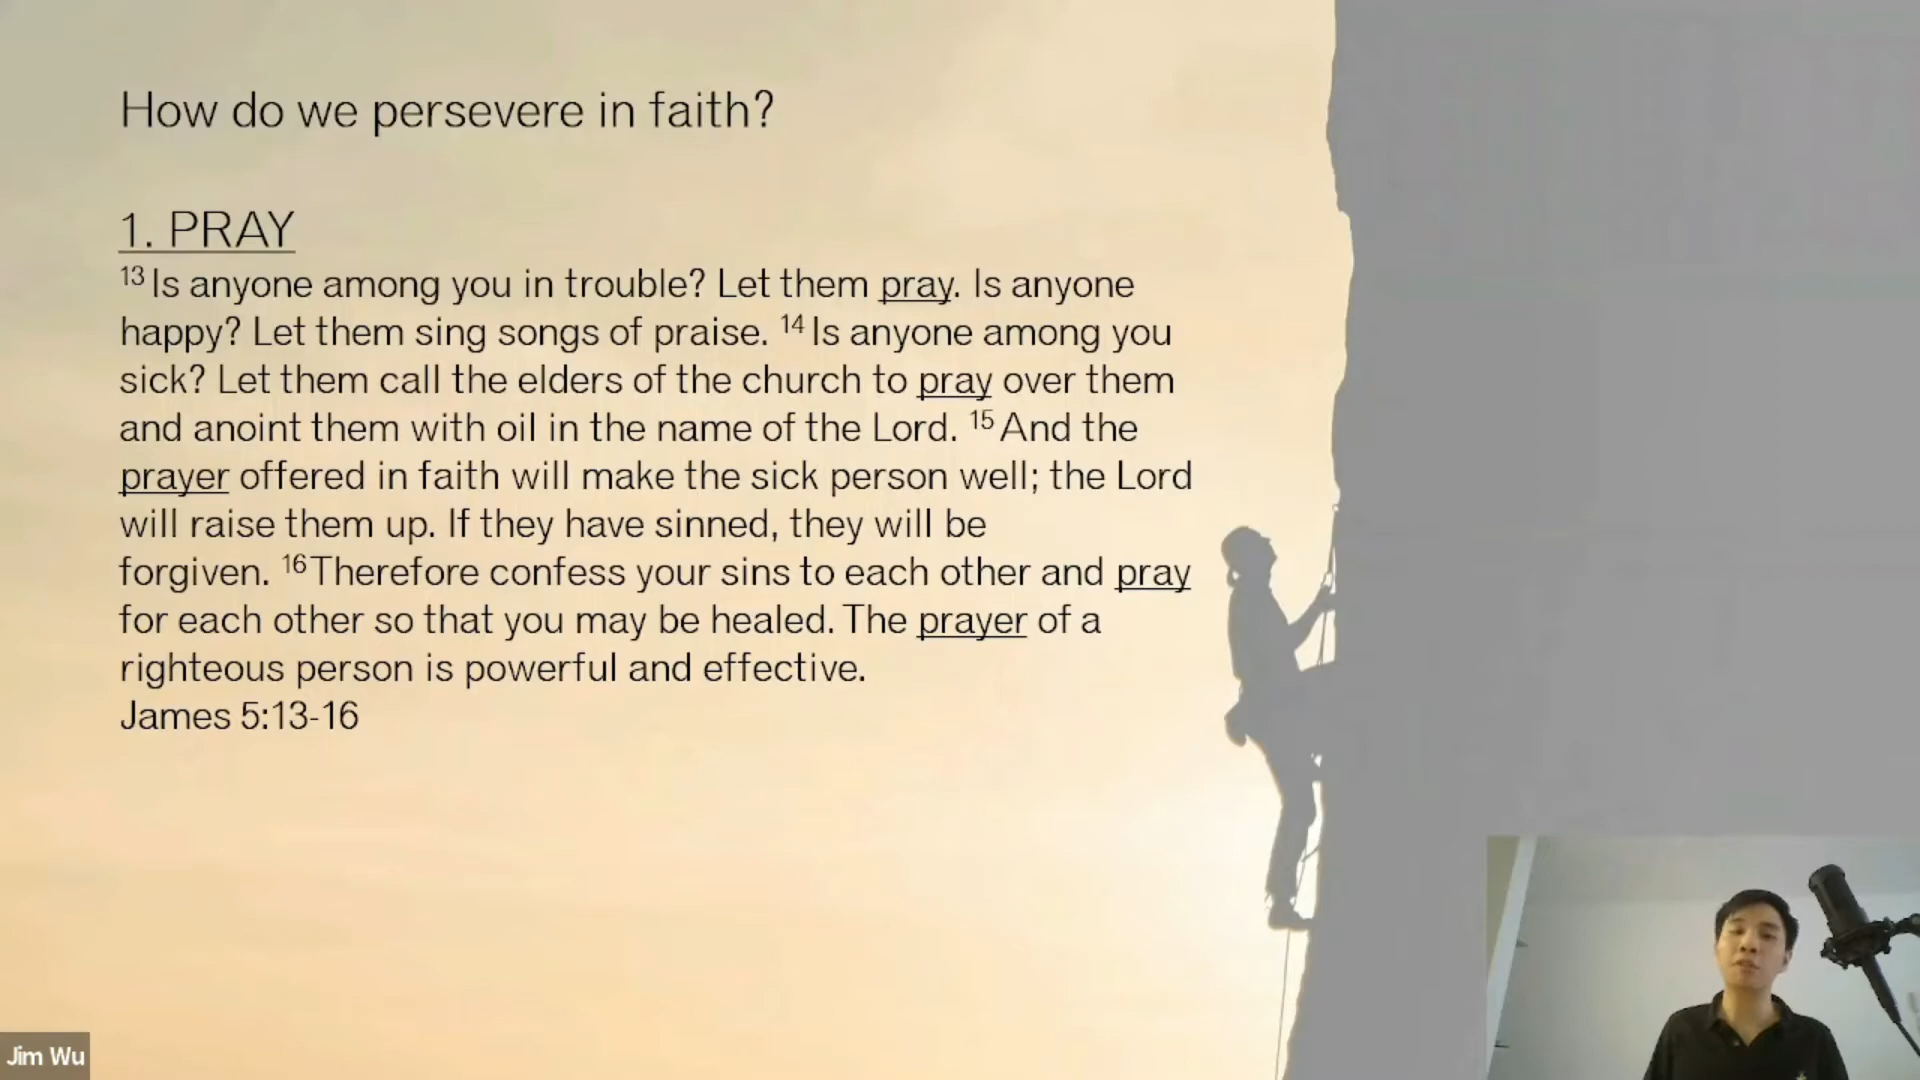 How do we persevere in faith?
1. PRAY
13 Is anyone among you in trouble? Let them pray. Is anyone
happy? Let them sing songs of praise. 14 Is anyone among you
sick? Let them call the elders of the church to pray over them
and anoint them with oil in the name of the Lord. 15 And the
prayer offered in faith will make the sick person well; the Lord
will raise them up. If they have sinned, they will be
forgiven. 16 Therefore confess your sins to each other and pray
for each other so that you may be healed. The prayer of a
righteous person is powerful and effective.
James 5:13-16
Jim Wu